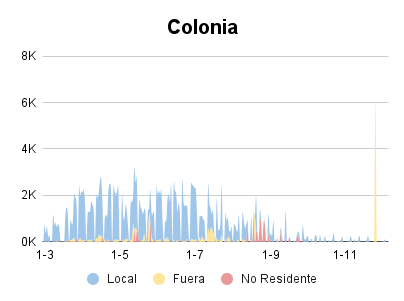 Colonia
8K
6K
4K
2K
0K
1-3 1-5 1-7 1-9 1-11
Local Fuera No Residente